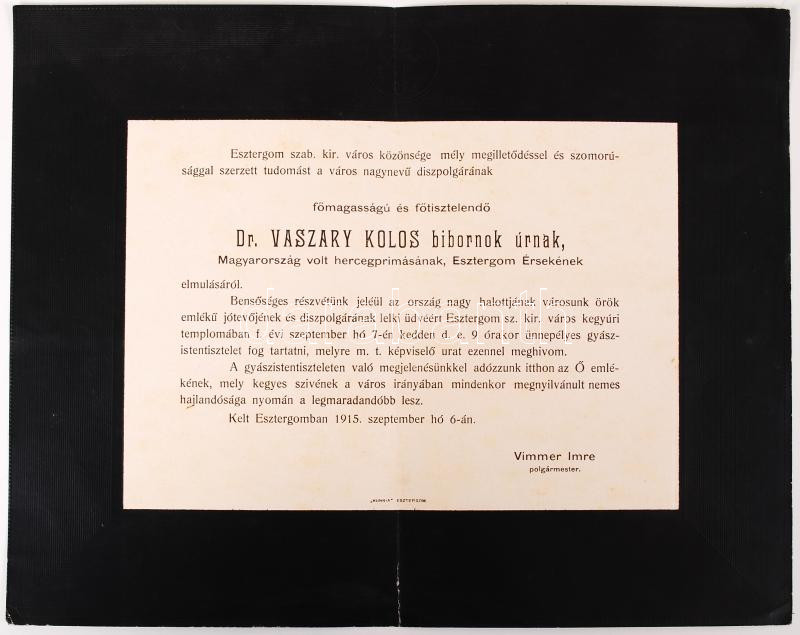 Esztergom szab. kir. város közönsége mély megilletődéssel és szomorú-
sággal szerzett tudomást a város nagynevű diszpolgárának
főmagasságú és főtisztelendő
Dr. VASZARY KOLOS bibornok úrnak,
Magyarország volt hercegprimásának, Esztergom Érsekének
elmulásáról.
Bensőséges részvétünk jeléül az ország nagy halottjának városunk örök
emlékű jótevőjének és diszpolgárának lelki üdvéért Esztergom sz. kir. város kegyúri
templomában f. évi szeptember hó 7-én kedden d. e. 9 órakor ünnepélyes gyász-
istentisztelet fog tartatni, melyre m. t. képviselő urat ezennel meghivom.
A gyászistentiszteleten való megjelenésünkkel adózzunk itthon az Ő emlé-
kének, mely kegyes szivének a város irányában mindenkor megnyilvánult nemes
hajlandósága nyomán a legmaradandóbb lesz.
Kelt Esztergomban 1915. szeptember hó 6-án.
Vimmer Imre
polgármester.
„HUNNIA" ESZTERGOM